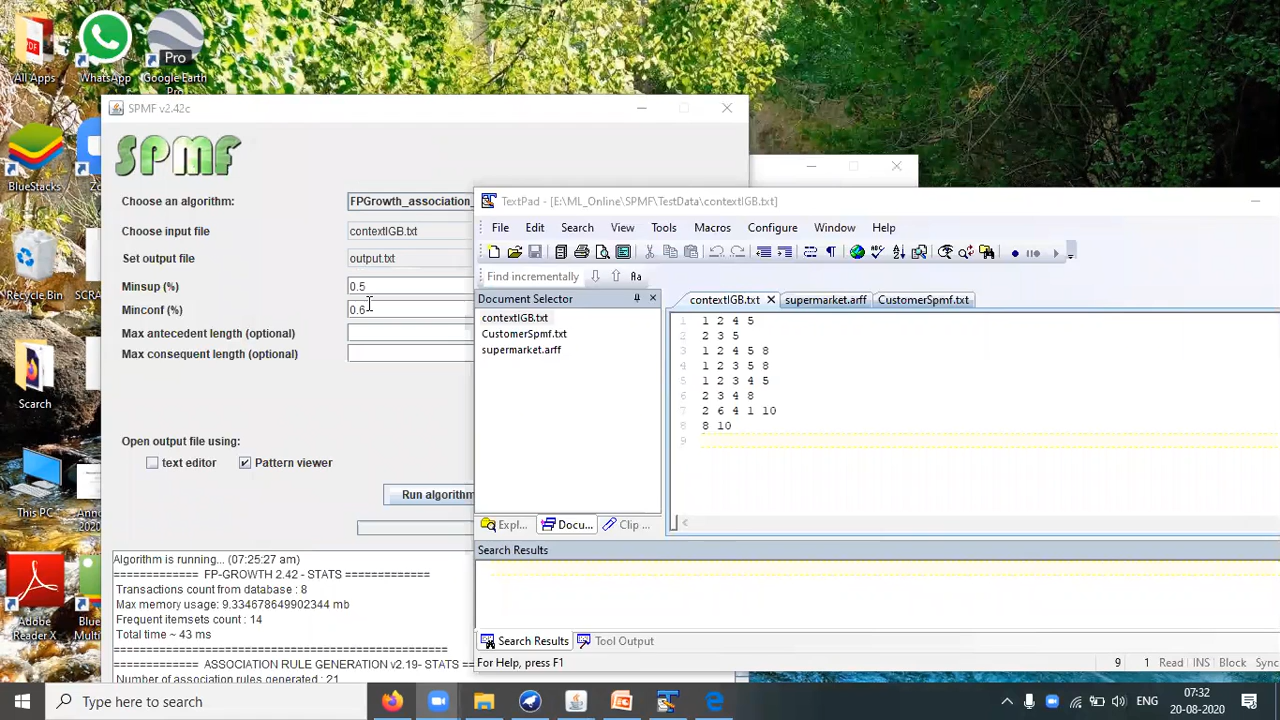 All Apps
WhatsApp
Google Earth
Pro
Pro
BlueStacks
Recycle Bin
Scarch
This PC
2020
Adobe
Reader X
SPMF v2.42c
SPMF
Choose an algorithm:
FPGrowth_association_
Choose input file
contextIGB.txt
Set output file
output.txt
Minsup (%)
0.5
Minconf (%)
0.6
Max antecedent length (optional)
Max consequent length (optional)
Open output file using:
text editor
Pattern viewer
Run algorithm
Algorithm is running... (07:25:27 am)
============= FP-GROWTH 2.42 - STATS =============
Transactions count from database : 8
Max memory usage: 9.334678649902344 mb
Frequent itemsets count : 14
Total time ~ 43 ms
===================================================
============= ASSOCIATION RULE GENERATION v2.19- STATS ==
Number of association rules generated : 21
TextPad - [E:\ML_Online\SPMF\TestData\contextIGB.txt]
File Edit Search View Tools Macros Configure Window Help
Find incrementally
Document Selector
contextIGB.txt
CustomerSpmf.txt
supermarket.arff
Expl... Docu... Clip ...
contextIGB.txt supermarket.arff CustomerSpmf.txt
1 1 2 4 5
2 2 3 5
3 1 2 4 5 8
4 1 2 3 5 8
5 1 2 3 4 5
6 2 3 4 8
7 2 6 4 1 10
8 8 10
9
Search Results
Search Results Tool Output
For Help, press F1
9 1 Read INS Block Sync
Type here to search
ENG
07:32
20-08-2020